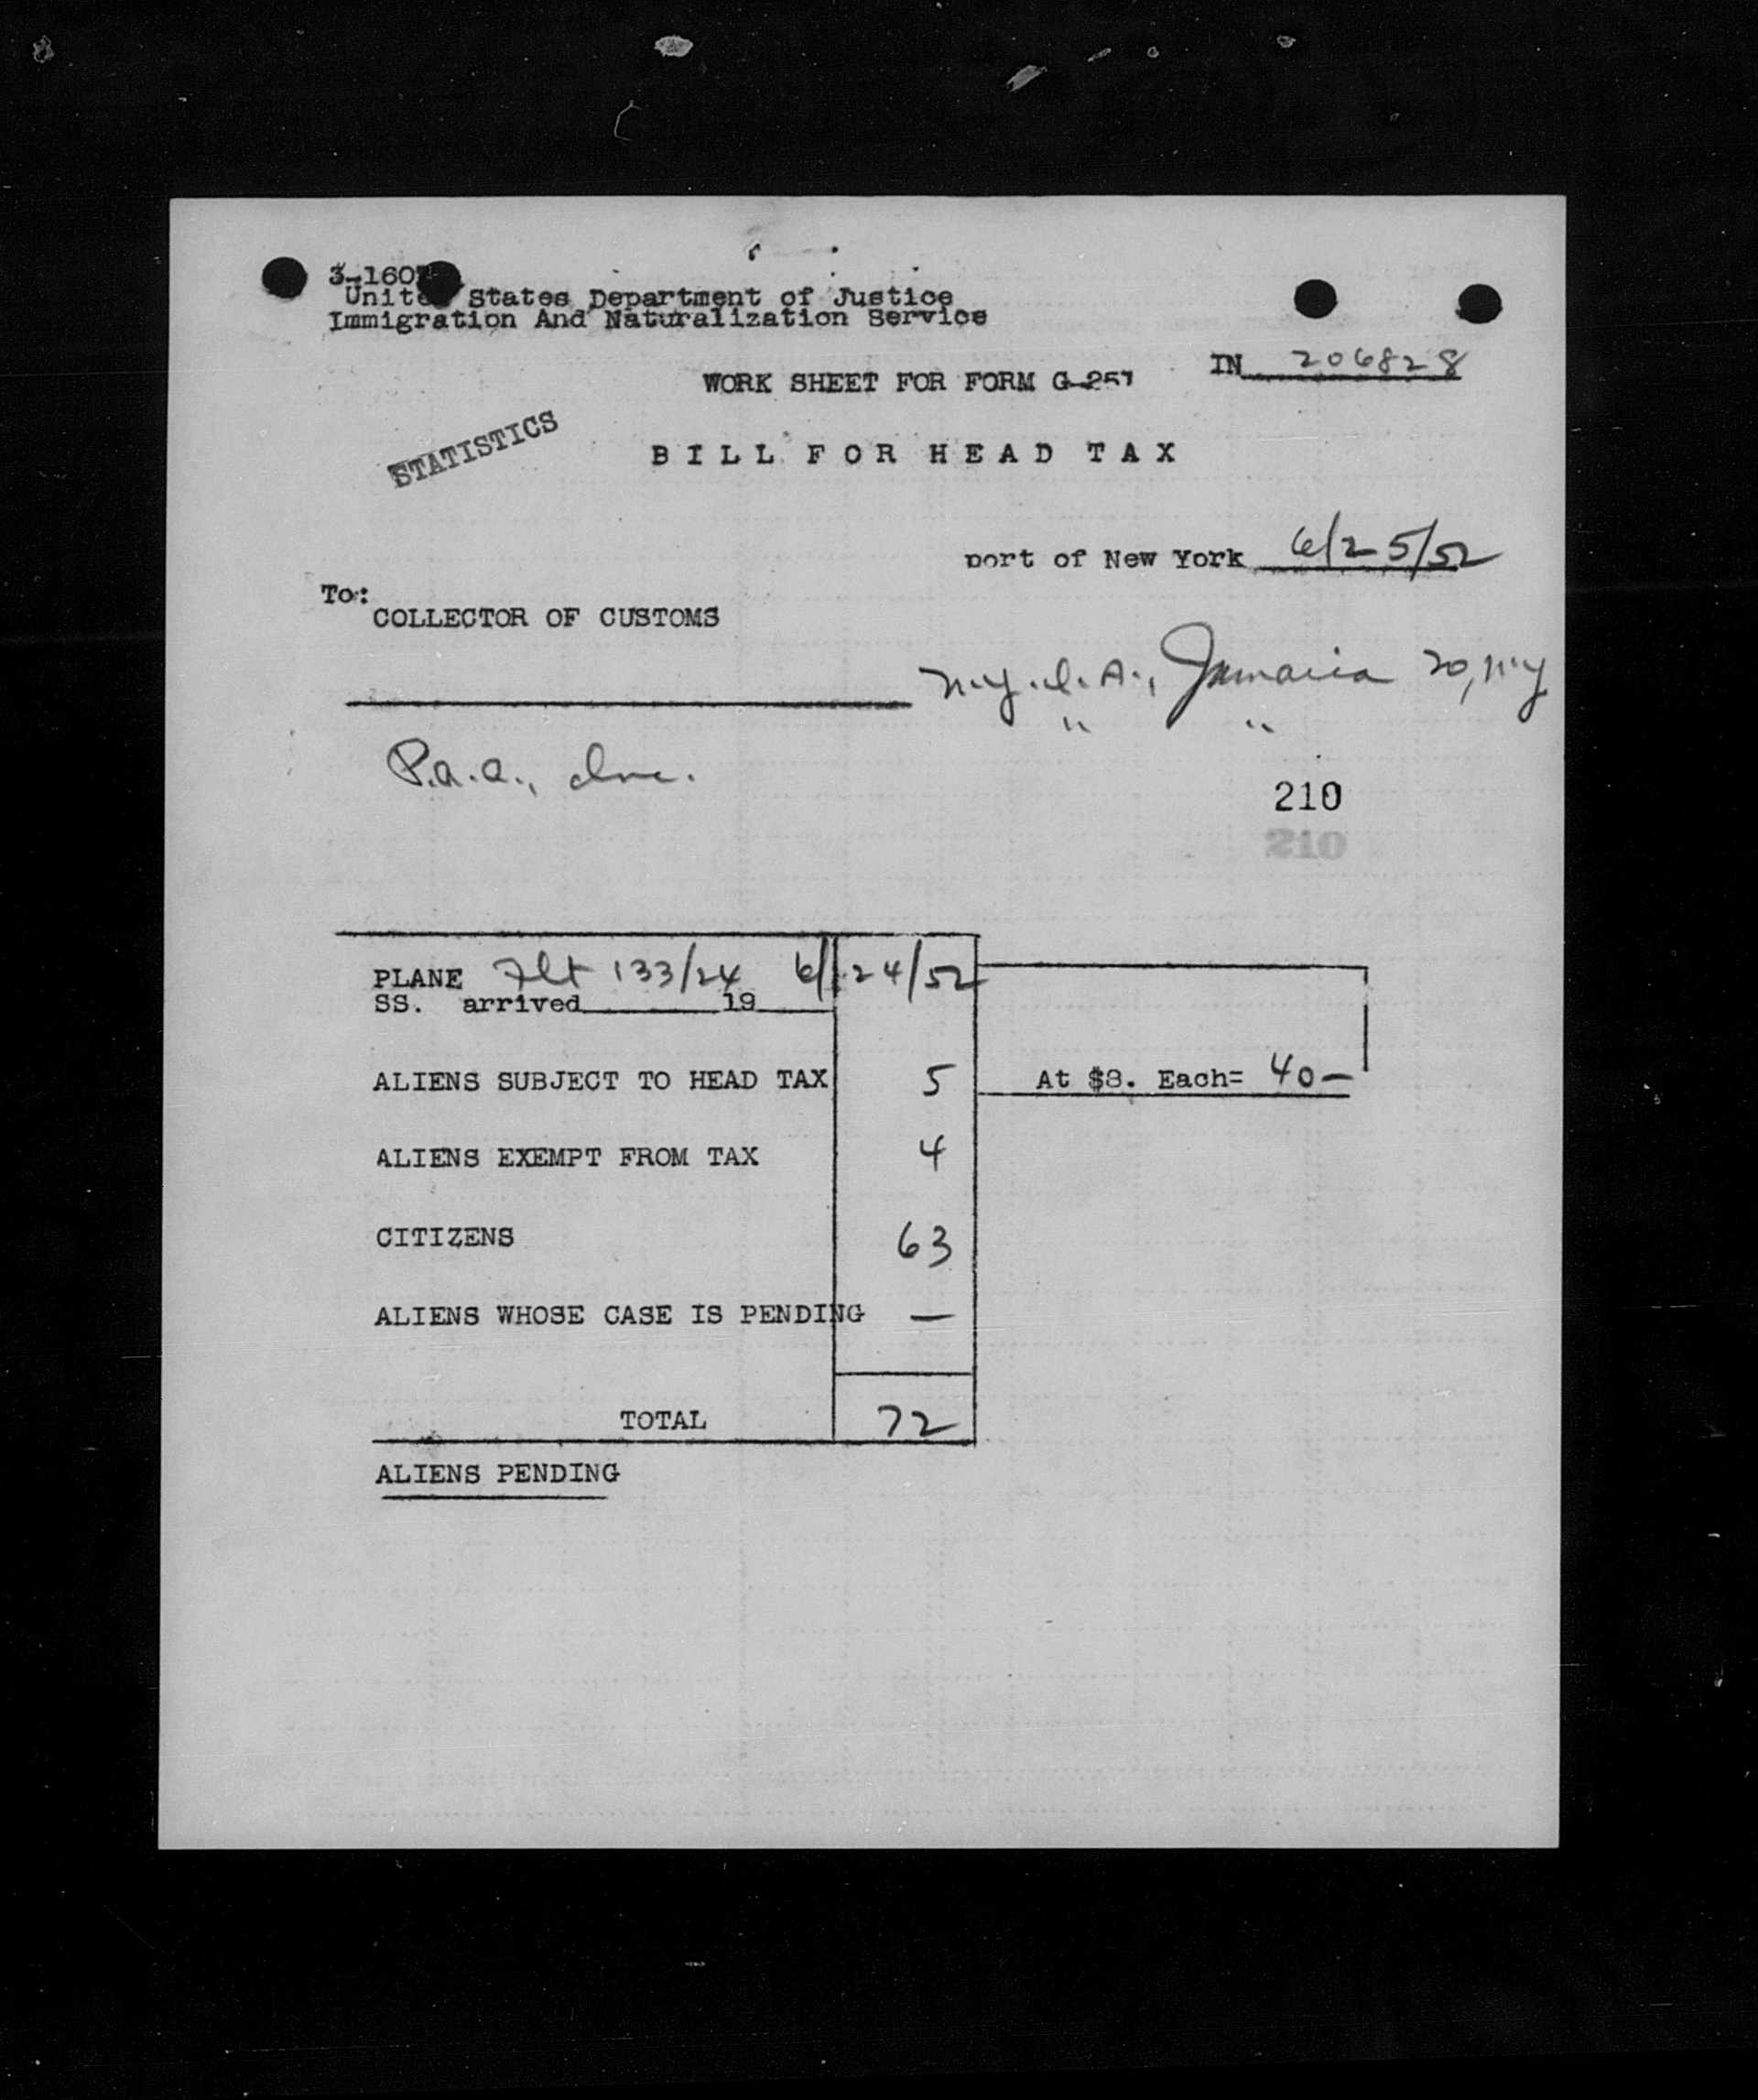 3-160
United States Department of Justice
Immigration And Naturalization Service
IN 206828
WORK SHEET FOR FORM G-257
STATISTICS
BILL FOR HEAD TAX
port of New York 6/25/52
To:
COLLECTOR OF CUSTOMS
N.Y.I.A., Jamaica 20, NY
" "
P.a.a., Inc.
210
210
PLANE Flt 133/24 6/24/52
SS. arrived 19
ALIENS SUBJECT TO HEAD TAX 5 At $8. Each= 40—
ALIENS EXEMPT FROM TAX 4
CITIZENS 63
ALIENS WHOSE CASE IS PENDING —
TOTAL 72
ALIENS PENDING